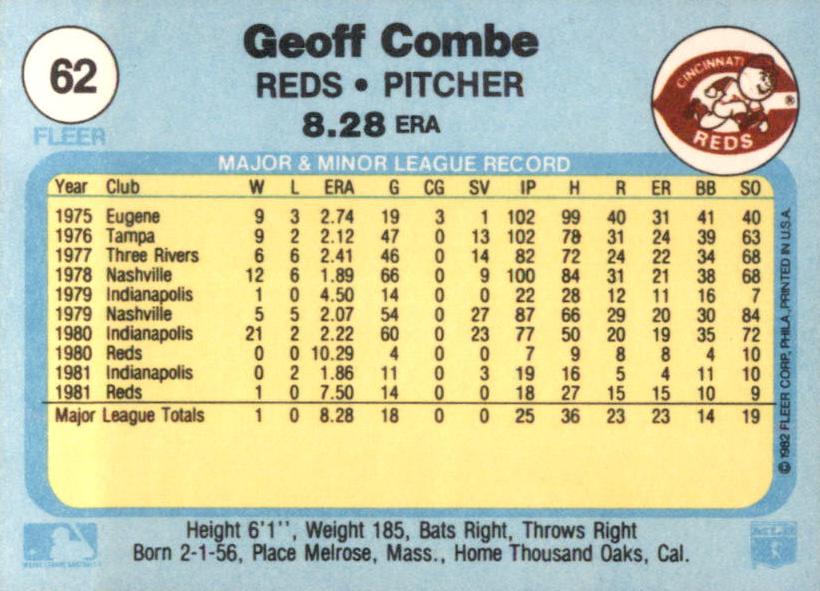 62
FLEER
Geoff Combe
REDS • PITCHER
8.28 ERA
CINCINNATI
REDS
®
MAJOR & MINOR LEAGUE RECORD
Year Club W L ERA G CG SV IP H R ER BB SO
1975 Eugene 9 3 2.74 19 3 1 102 99 40 31 41 40
1976 Tampa 9 2 2.12 47 0 13 102 78 31 24 39 63
1977 Three Rivers 6 6 2.41 46 0 14 82 72 24 22 34 68
1978 Nashville 12 6 1.89 66 0 9 100 84 31 21 38 68
1979 Indianapolis 1 0 4.50 14 0 0 22 28 12 11 16 7
1979 Nashville 5 5 2.07 54 0 27 87 66 29 20 30 84
1980 Indianapolis 21 2 2.22 60 0 23 77 50 20 19 35 72
1980 Reds 0 0 10.29 4 0 0 7 9 8 8 4 10
1981 Indianapolis 0 2 1.86 11 0 3 19 16 5 4 11 10
1981 Reds 1 0 7.50 14 0 0 18 27 15 15 10 9
Major League Totals 1 0 8.28 18 0 0 25 36 23 23 14 19
© 1982 FLEER CORP., PHILA., PRINTED IN U.S.A.
Height 6'1'', Weight 185, Bats Right, Throws Right
Born 2-1-56, Place Melrose, Mass., Home Thousand Oaks, Cal.